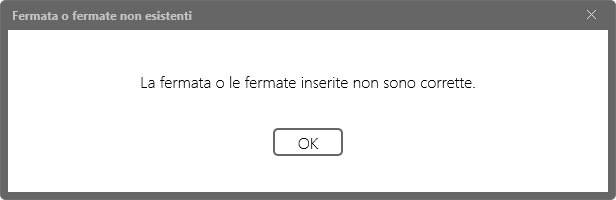 Fermata o fermate non esistenti
La fermata o le fermate inserite non sono corrette.
OK